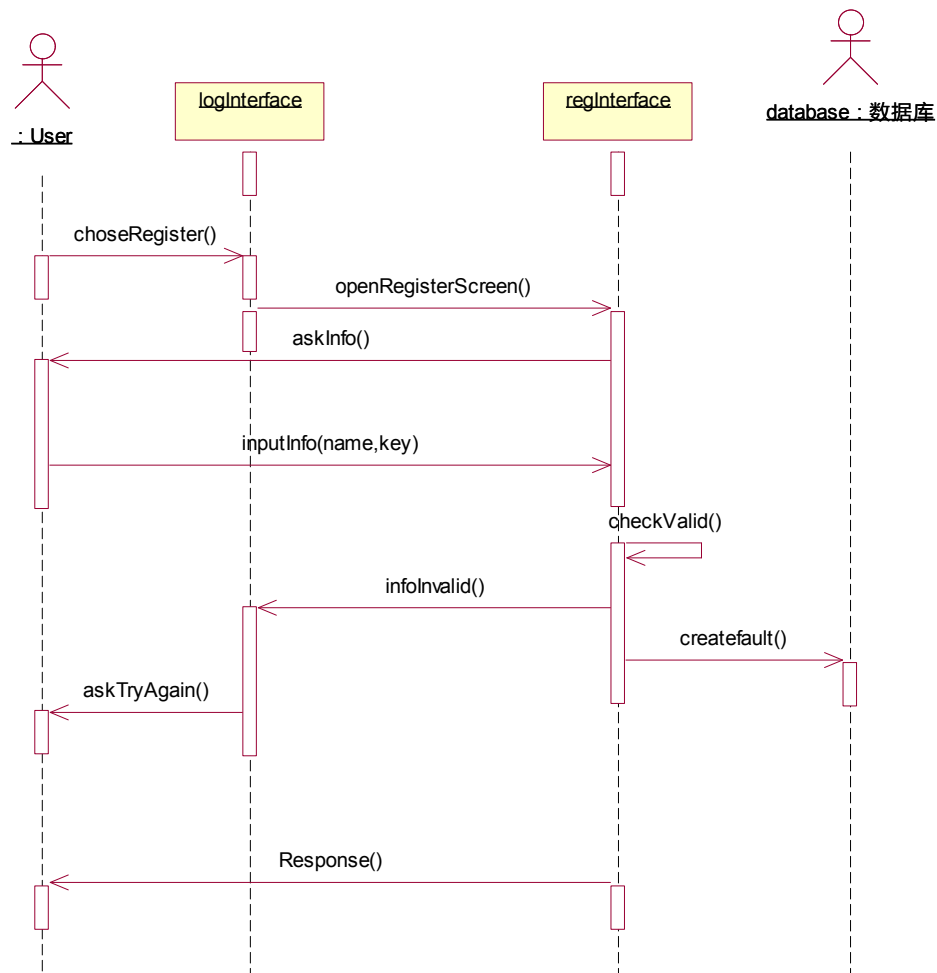 : User
logInterface
regInterface
database : 数据库
choseRegister()
openRegisterScreen()
askInfo()
inputInfo(name,key)
checkValid()
infoInvalid()
createfault()
askTryAgain()
Response()